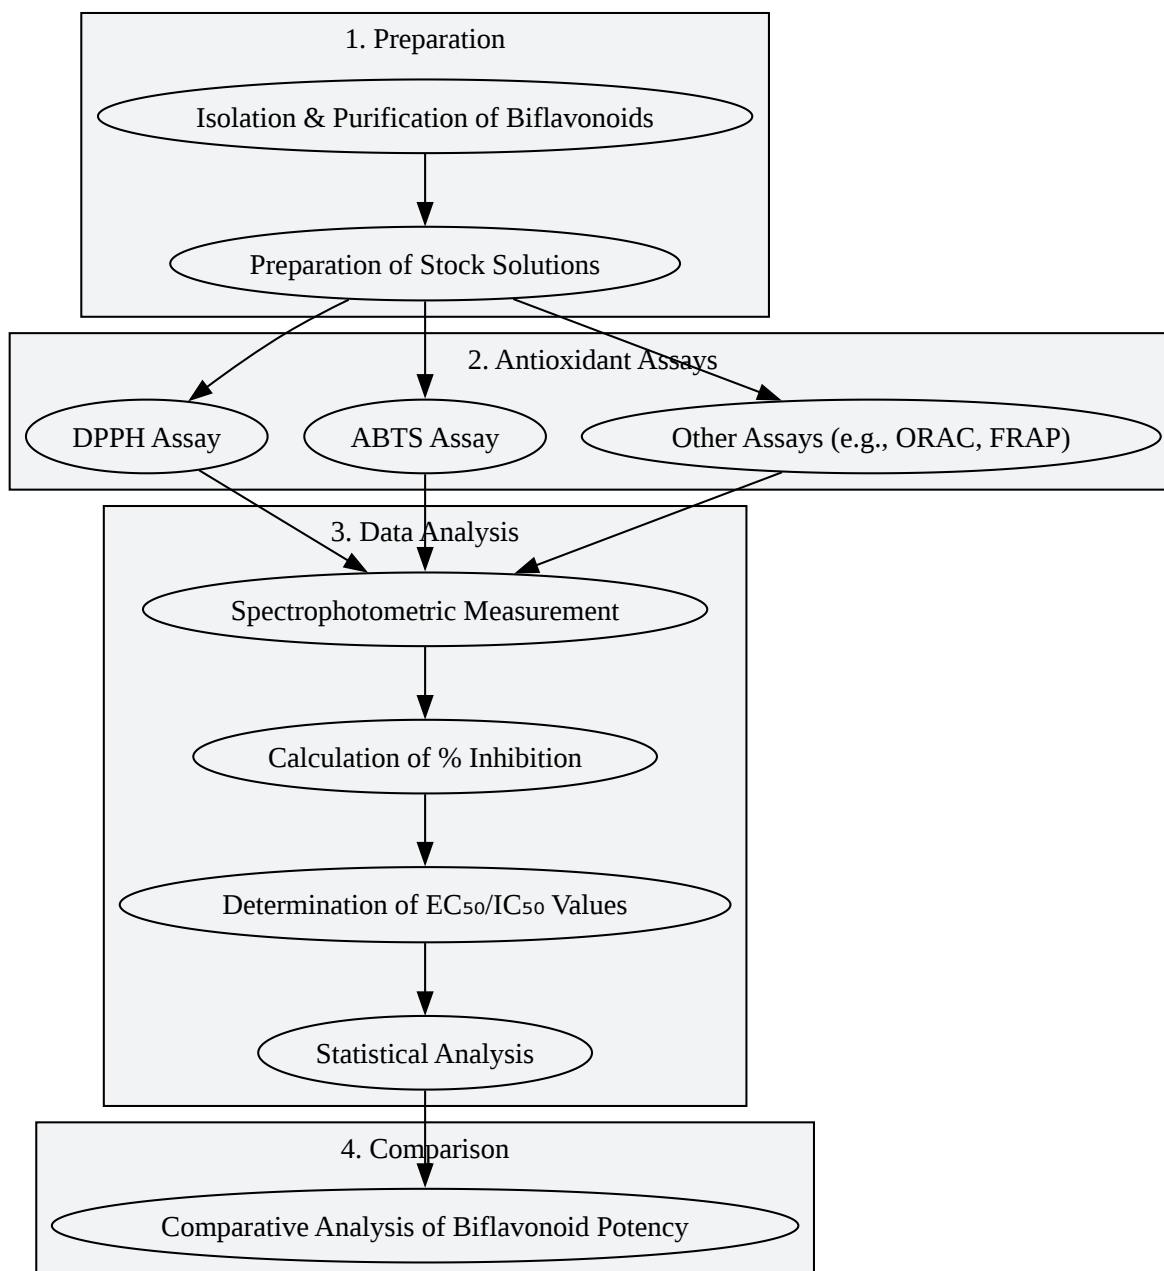 1. Preparation
Isolation & Purification of Biflavonoids
Preparation of Stock Solutions
2. Antioxidant Assays
DPPH Assay
ABTS Assay
Other Assays (e.g., ORAC, FRAP)
3. Data Analysis
Spectrophotometric Measurement
Calculation of % Inhibition
Determination of EC₅₀/IC₅₀ Values
Statistical Analysis
4. Comparison
Comparative Analysis of Biflavonoid Potency